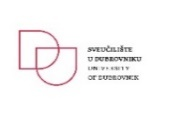 SVEUČILIŠTE
U DUBROVNIKU
UNIVERSITY
OF DUBROVNIK